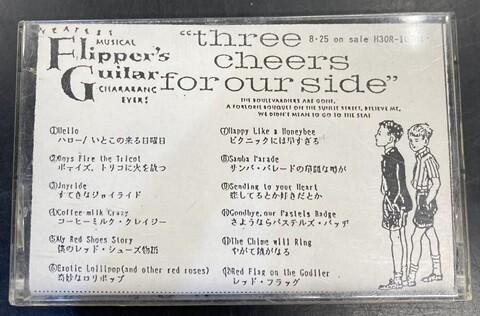 MUSICAL
Flipper's
Guitar
CHARABANC
EVER!
"three
cheers
for our side"
8·25 on sale H30R-10
THE BOULEVARDIERS ARE GONE,
A FORLORN BOUQUET ON THE SUNLIT STREET, BELIEVE ME,
WE DIDN'T MEAN TO GO TO THE SEA!
①Hello
ハロー/いとこの来る日曜日
②Boys Fire the Tricot
ボーイズ、トリコに火を放つ
③Joyride
すてきなジョイライド
④Coffee-milk Crazy
コーヒーミルク・クレイジー
⑤My Red Shoes Story
僕のレッド・シューズ物語
⑥Exotic Lollipop(and other red roses)
奇妙なロリポップ
⑦Happy Like a Honeybee
ピクニックには早すぎる
⑧Samba Parade
サンバ・パレードの華麗な噂が
⑨Sending to your Heart
恋してるとか好きだとか
⑩Goodbye, our Pastels Badge
さようならパステルズ・バッヂ
⑪The Chime will Ring
やがて鐘が鳴る
⑫Red Flag on the Gondler
レッド・フラッグ